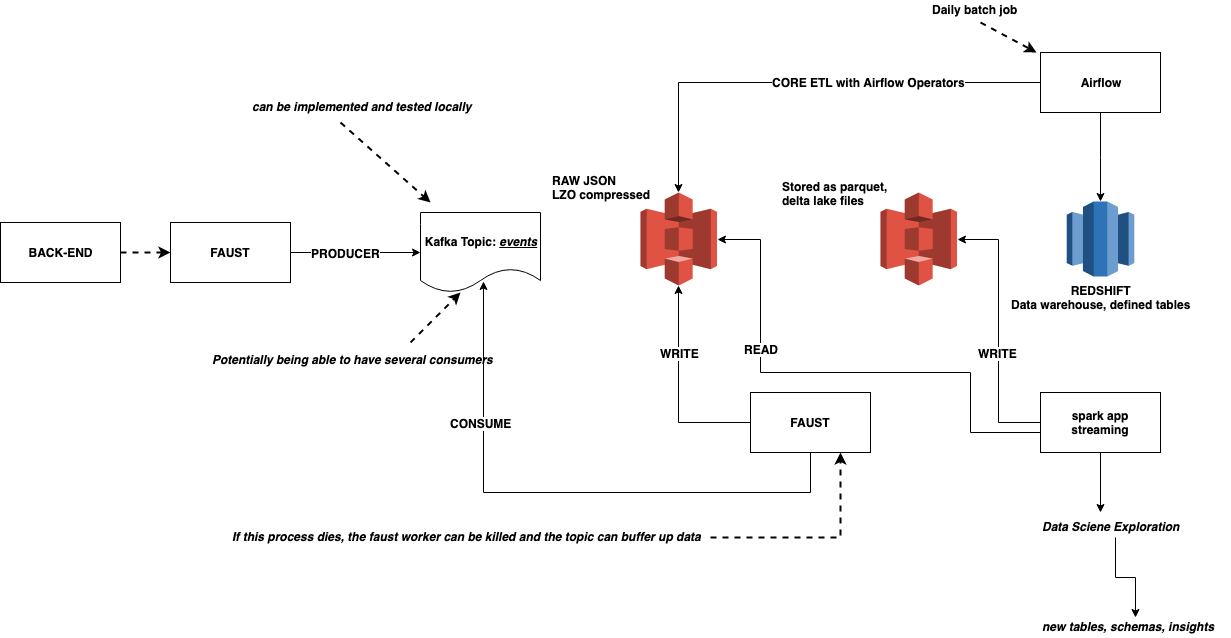 Daily batch job
Airflow
CORE ETL with Airflow Operators
can be implemented and tested locally
RAW JSON
LZO compressed
Stored as parquet,
delta lake files
BACK-END
FAUST
PRODUCER
Kafka Topic: events
REDSHIFT
Data warehouse, defined tables
Potentially being able to have several consumers
WRITE
READ
WRITE
CONSUME
FAUST
spark app
streaming
If this process dies, the faust worker can be killed and the topic can buffer up data
Data Sciene Exploration
new tables, schemas, insights